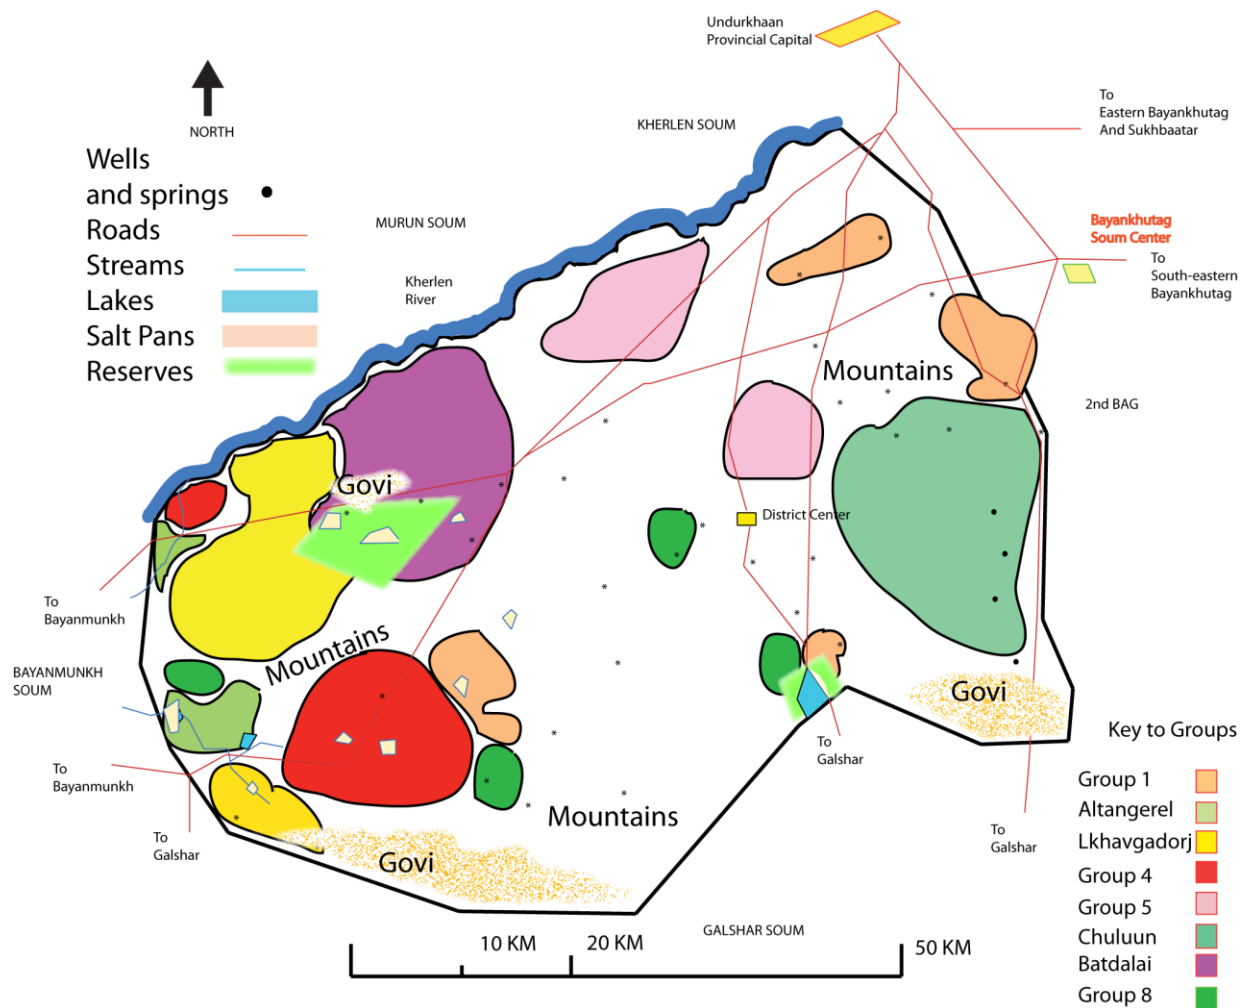 Undurkhaan
Provincial Capital
To
Eastern Bayankhutag
And Sukhbaatar
NORTH
KHERLEN SOUM
Wells
and springs
Roads
Streams
Lakes
Salt Pans
Reserves
MURUN SOUM
Kherlen
River
Bayankhutag
Soum Center
To
South-eastern
Bayankhutag
Mountains
2nd BAG
Govi
District Center
To
Bayanmunkh
Mountains
BAYANMUNKH
SOUM
Govi
To
Bayanmunkh
To
Galshar
To
Galshar
Mountains
Govi
To
Galshar
GALSHAR SOUM
10 KM
20 KM
50 KM
Key to Groups
Group 1
Altangerel
Lkhavgadorj
Group 4
Group 5
Chuluun
Batdalai
Group 8